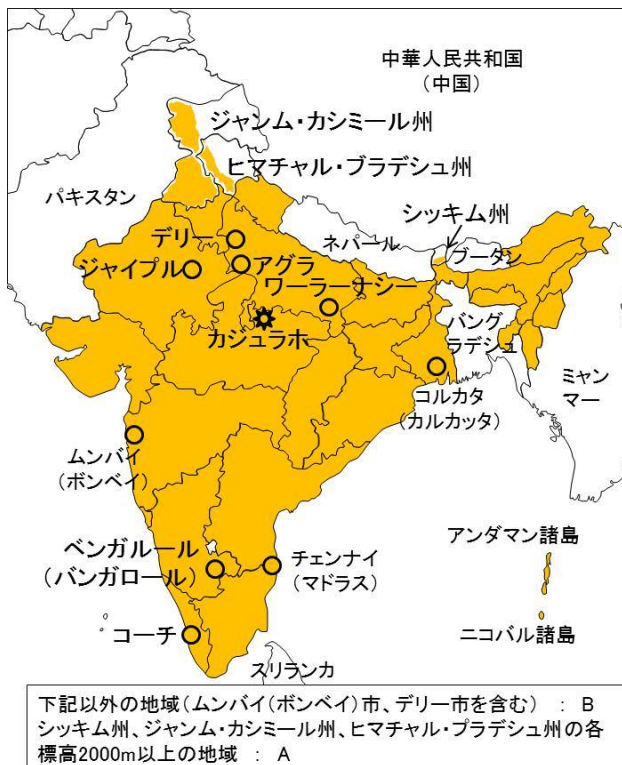 中華人民共和国
(中国)
ジャンム・カシミール州
ヒマチャル・プラデシュ州
パキスタン
シッキム州
デリー
ネパール
ブータン
ジャイプル
アグラ
ワーラーナシー
カジュラホ
バング
ラデシュ
ミャン
マー
コルカタ
(カルカッタ)
ムンバイ
(ボンベイ)
アンダマン諸島
ベンガルール
(バンガロール)
チェンナイ
(マドラス)
ニコバル諸島
コーチ
スリランカ
下記以外の地域(ムンバイ(ボンベイ)市、デリー市を含む) : B
シッキム州、ジャンム・カシミール州、ヒマチャル・プラデシュ州の各
標高2000m以上の地域 : A